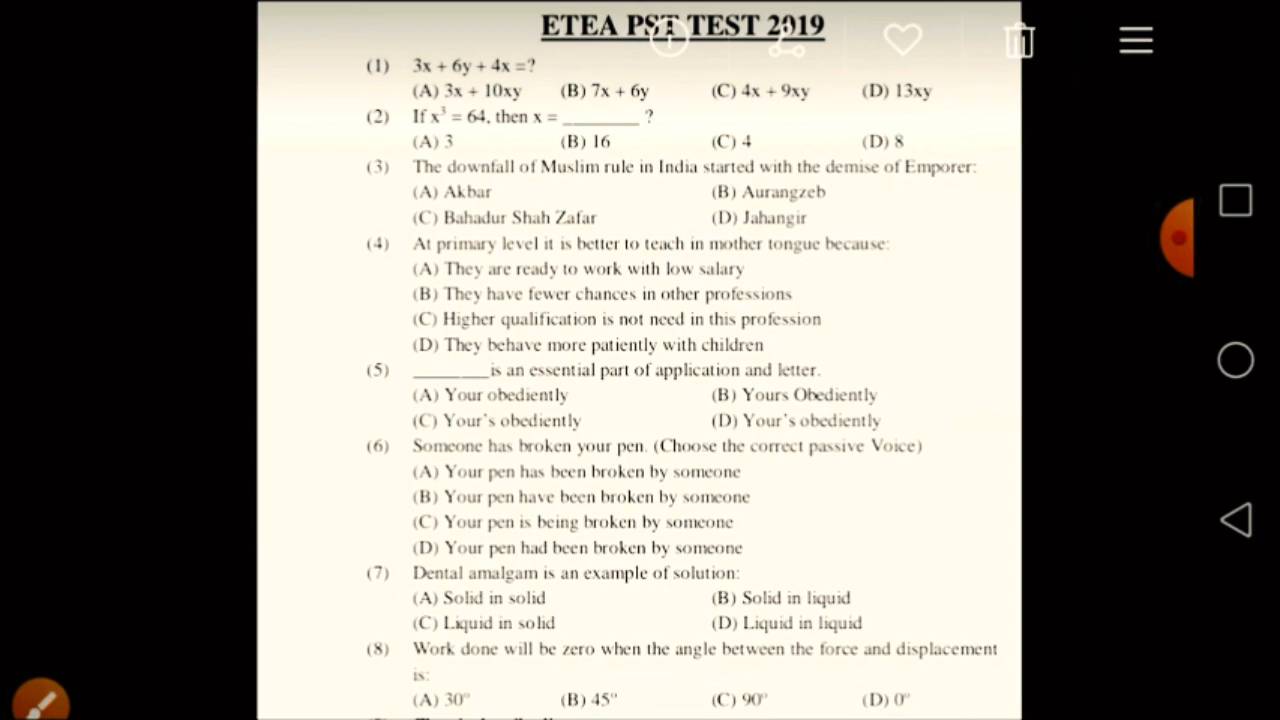 ETEA PST TEST 2019
(1) 3x + 6y + 4x =?
(A) 3x + 10xy (B) 7x + 6y (C) 4x + 9xy (D) 13xy
(2) If x³ = 64, then x = ________ ?
(A) 3 (B) 16 (C) 4 (D) 8
(3) The downfall of Muslim rule in India started with the demise of Emporer:
(A) Akbar (B) Aurangzeb
(C) Bahadur Shah Zafar (D) Jahangir
(4) At primary level it is better to teach in mother tongue because:
(A) They are ready to work with low salary
(B) They have fewer chances in other professions
(C) Higher qualification is not need in this profession
(D) They behave more patiently with children
(5) ________ is an essential part of application and letter.
(A) Your obediently (B) Yours Obediently
(C) Your's obediently (D) Your's obediently
(6) Someone has broken your pen. (Choose the correct passive Voice)
(A) Your pen has been broken by someone
(B) Your pen have been broken by someone
(C) Your pen is being broken by someone
(D) Your pen had been broken by someone
(7) Dental amalgam is an example of solution:
(A) Solid in solid (B) Solid in liquid
(C) Liquid in solid (D) Liquid in liquid
(8) Work done will be zero when the angle between the force and displacement
is:
(A) 30° (B) 45° (C) 90° (D) 0°